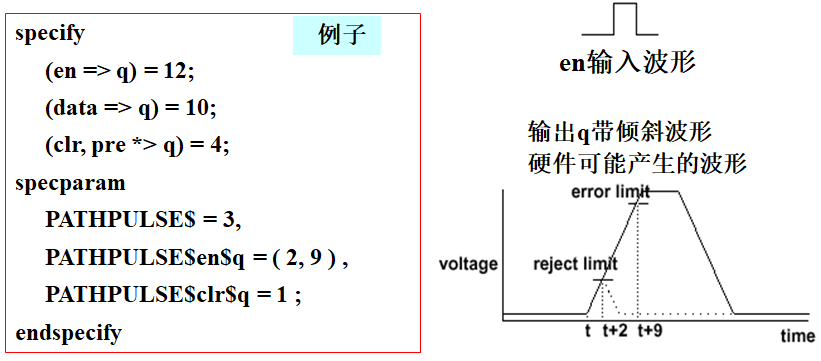 例子
specify
(en => q) = 12;
(data => q) = 10;
(clr, pre *> q) = 4;
specparam
PATHPULSE$ = 3,
PATHPULSE$en$q = ( 2, 9 ) ,
PATHPULSE$clr$q = 1 ;
endspecify
en输入波形
输出q带倾斜波形
硬件可能产生的波形
error limit
voltage
reject limit
t t+2 t+9
time